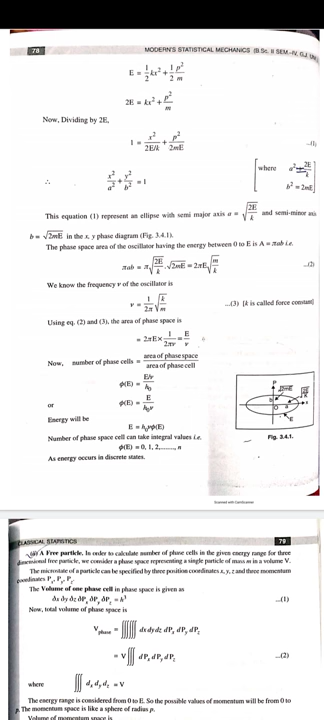 78 MODERN'S STATISTICAL MECHANICS (B.Sc. II SEM.-IV, G.J. UNI)
E = 1/2 kx² + 1/2 p²/m
2E = kx² + p²/m
Now, Dividing by 2E,
1 = x²/2E/k + p²/2mE ...(1)
∴ x²/a² + y²/b² = 1 [where a² = 2E/k
b² = 2mE]
This equation (1) represent an ellipse with semi major axis a = √2E/k and semi-minor axis
b = √2mE in the x, y phase diagram (Fig. 3.4.1).
The phase space area of the oscillator having the energy between 0 to E is A = πab i.e.
πab = π√2E/k . √2mE = 2πE√m/k ...(2)
We know the frequency ν of the oscillator is
ν = 1/2π √k/m ...(3) [k is called force constant]
Using eq. (2) and (3), the area of phase space is
= 2πE × 1/2πν = E/ν
Now, number of phase cells = area of phase space/area of phase cell
ϕ(E) = E/ν/h₀
or ϕ(E) = E/h₀ν
Energy will be
E = h₀νϕ(E)
Number of phase space cell can take integral values i.e.
ϕ(E) = 0, 1, 2,........, n
As energy occurs in discrete states.
P
√2mE
b
O a
E
Fig. 3.4.1.
Scanned with CamScanner
CLASSICAL STATISTICS 79
A Free particle. In order to calculate number of phase cells in the given energy range for three
dimensional free particle, we consider a phase space representing a single particle of mass m in a volume V.
The microstate of a particle can be specified by three position coordinates x, y, z and three momentum
coordinates Pₓ, Pᵧ, P_z.
The Volume of one phase cell in phase space is given as
δx δy δz δPₓ δPᵧ δP_z = h³ ...(1)
Now, total volume of phase space is
V_phase = ∫∫∫∫∫∫ dx dy dz dPₓ dPᵧ dP_z
= V∫∫∫ dPₓ dPᵧ dP_z ...(2)
where ∫∫∫ dₓ dᵧ d_z = V
The energy range is considered from 0 to E. So the possible values of momentum will be from 0 to
p. The momentum space is like a sphere of radius p.
Volume of momentum space is